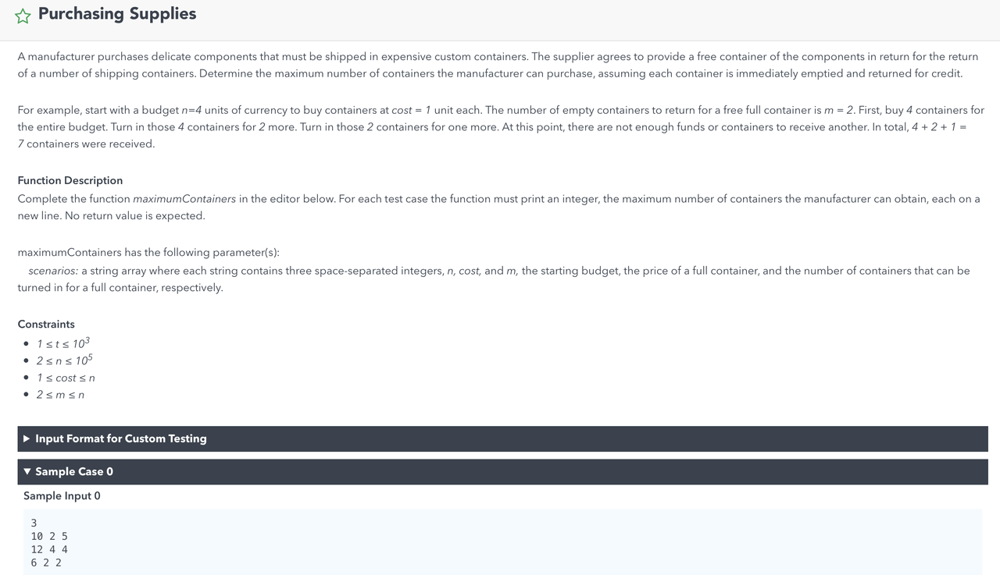 Purchasing Supplies
A manufacturer purchases delicate components that must be shipped in expensive custom containers. The supplier agrees to provide a free container of the components in return for the return
of a number of shipping containers. Determine the maximum number of containers the manufacturer can purchase, assuming each container is immediately emptied and returned for credit.
For example, start with a budget n=4 units of currency to buy containers at cost = 1 unit each. The number of empty containers to return for a free full container is m = 2. First, buy 4 containers for
the entire budget. Turn in those 4 containers for 2 more. Turn in those 2 containers for one more. At this point, there are not enough funds or containers to receive another. In total, 4 + 2 + 1 =
7 containers were received.
Function Description
Complete the function maximumContainers in the editor below. For each test case the function must print an integer, the maximum number of containers the manufacturer can obtain, each on a
new line. No return value is expected.
maximumContainers has the following parameter(s):
scenarios: a string array where each string contains three space-separated integers, n, cost, and m, the starting budget, the price of a full container, and the number of containers that can be
turned in for a full container, respectively.
Constraints
• 1 ≤ t ≤ 10³
• 2 ≤ n ≤ 10⁵
• 1 ≤ cost ≤ n
• 2 ≤ m ≤ n
Input Format for Custom Testing
Sample Case 0
Sample Input 0
3
10 2 5
12 4 4
6 2 2